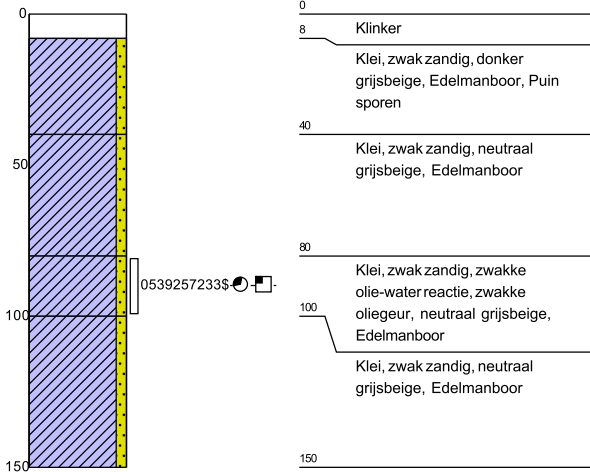 0
50
100
150
0539257233$
0
Klinker
8
Klei, zwak zandig, donker
grijsbeige, Edelmanboor, Puin
sporen
40
Klei, zwak zandig, neutraal
grijsbeige, Edelmanboor
80
Klei, zwak zandig, zwakke
olie-water reactie, zwakke
oliegeur, neutraal grijsbeige,
Edelmanboor
100
Klei, zwak zandig, neutraal
grijsbeige, Edelmanboor
150